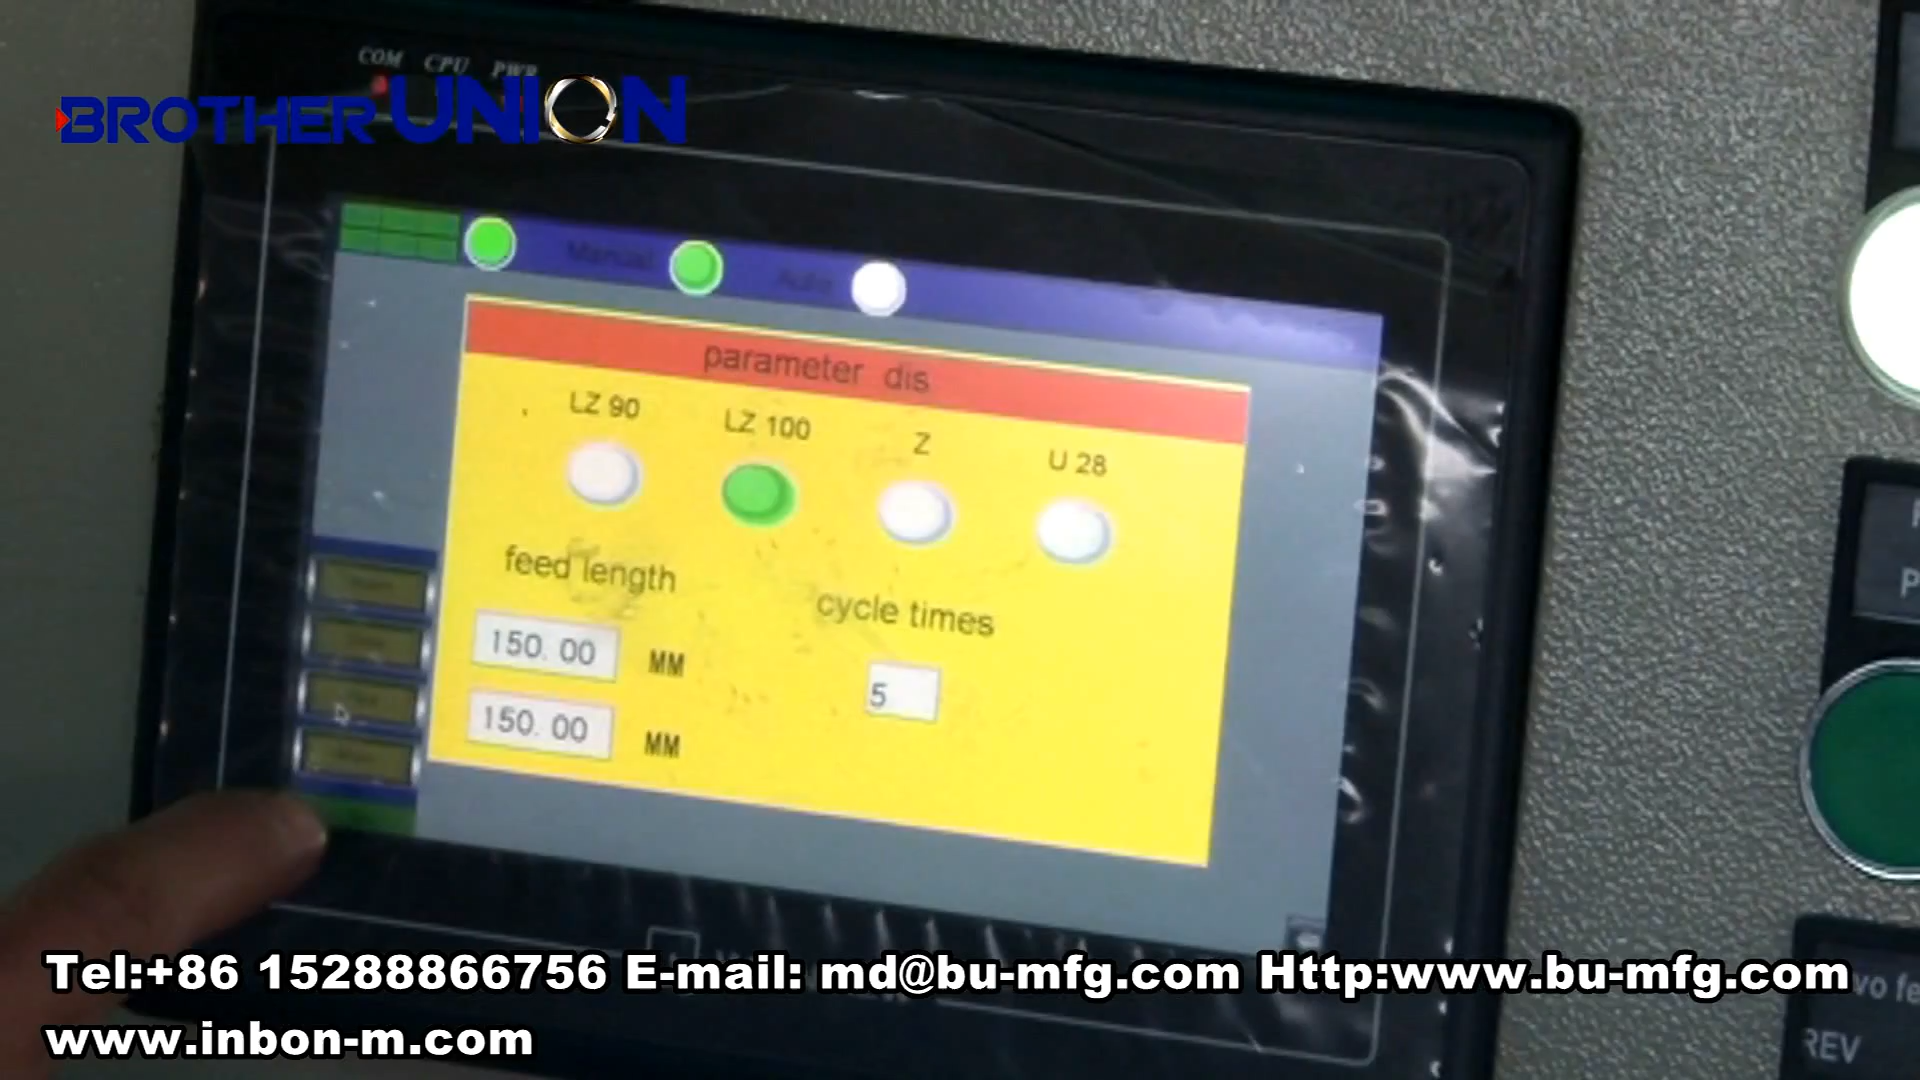 COM CPU PWR
BROTHER UNION
Manual Auto
parameter dis
LZ 90 LZ 100 Z U 28
feed length
cycle times
150. 00 MM
5
150. 00 MM
REV
Tel:+86 15288866756 E-mail: md@bu-mfg.com Http:www.bu-mfg.com
www.inbon-m.com